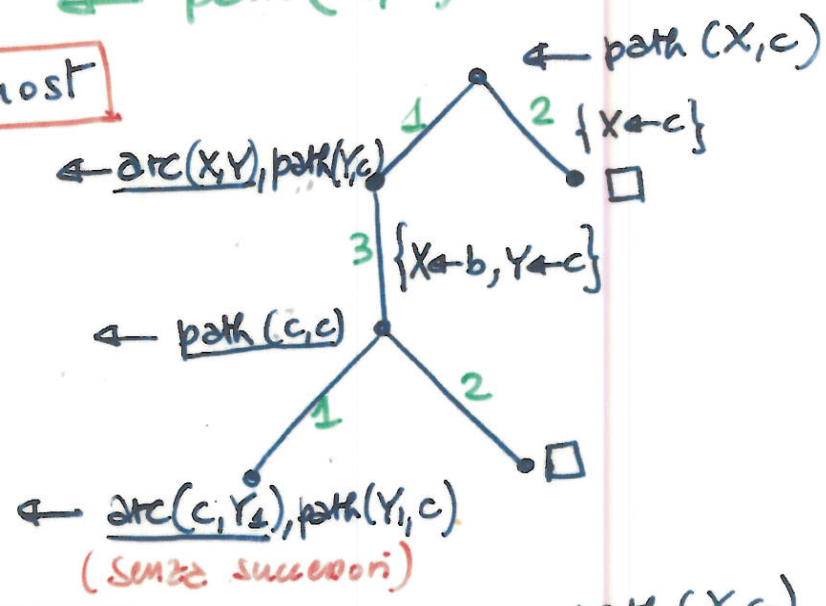 ← path (X,c)
1
2
{X←c}
← arc(X,Y), path(Y,c)
□
3
{X←b, Y←c}
← path (c,c)
1
2
□
← arc(c,Y1), path(Y1,c)
(senza successori)